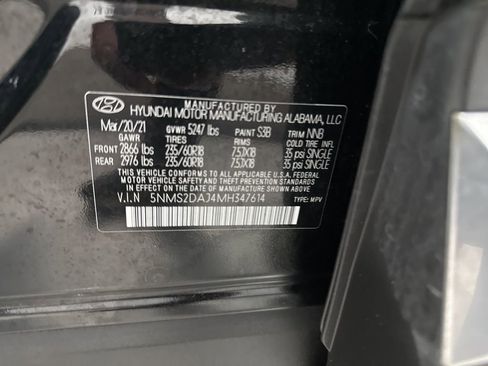 MANUFACTURED BY
HYUNDAI MOTOR MANUFACTURING ALABAMA, LLC
Mar/20/21 GVWR 5247 lbs PAINT S3B TRIM NNB
GAWR TIRES RIMS COLD TIRE INFL
FRONT 2866 lbs 235/60R18 7.5JX18 35 psi SINGLE
REAR 2976 lbs 235/60R18 7.5JX18 35 psi SINGLE
THIS VEHICLE CONFORMS TO ALL APPLICABLE U.S.A. FEDERAL
MOTOR VEHICLE SAFETY AND THEFT PREVENTION STANDARDS
IN EFFECT ON THE DATE OF MANUFACTURE SHOWN ABOVE.
V.I.N 5NMS2DAJ4MH347614 TYPE: MPV